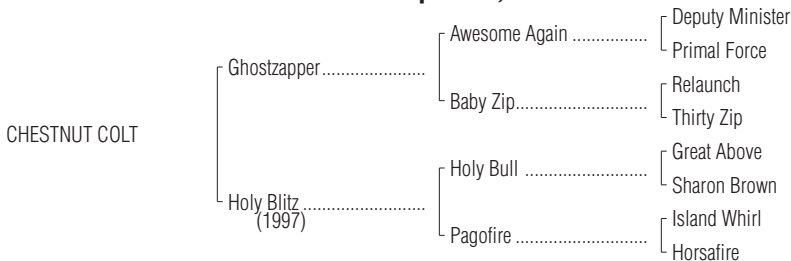 Deputy Minister
Awesome Again ................
Primal Force
Ghostzapper......................
Relaunch
Baby Zip............................
Thirty Zip
CHESTNUT COLT
Great Above
Holy Bull ..........................
Sharon Brown
Holy Blitz ..........................
(1997)
Island Whirl
Pagofire ............................
Horsafire